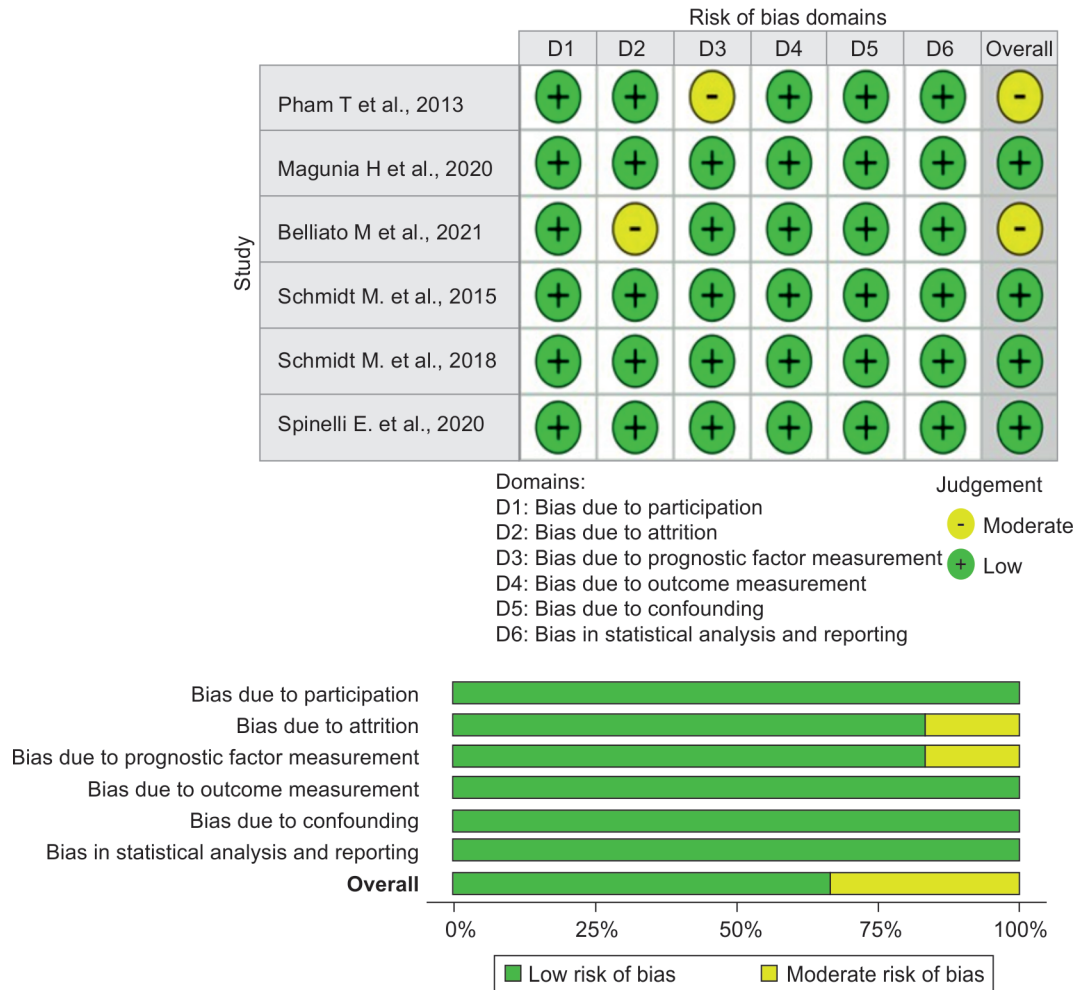 Risk of bias domains
D1 D2 D3 D4 D5 D6 Overall
Study
Pham T et al., 2013 + + - + + + -
Magunia H et al., 2020 + + + + + + +
Belliato M et al., 2021 + - + + + + -
Schmidt M. et al., 2015 + + + + + + +
Schmidt M. et al., 2018 + + + + + + +
Spinelli E. et al., 2020 + + + + + + +
Domains:
D1: Bias due to participation
D2: Bias due to attrition
D3: Bias due to prognostic factor measurement
D4: Bias due to outcome measurement
D5: Bias due to confounding
D6: Bias in statistical analysis and reporting
Judgement
- Moderate
+ Low
Bias due to participation
Bias due to attrition
Bias due to prognostic factor measurement
Bias due to outcome measurement
Bias due to confounding
Bias in statistical analysis and reporting
Overall
0% 25% 50% 75% 100%
Low risk of bias Moderate risk of bias